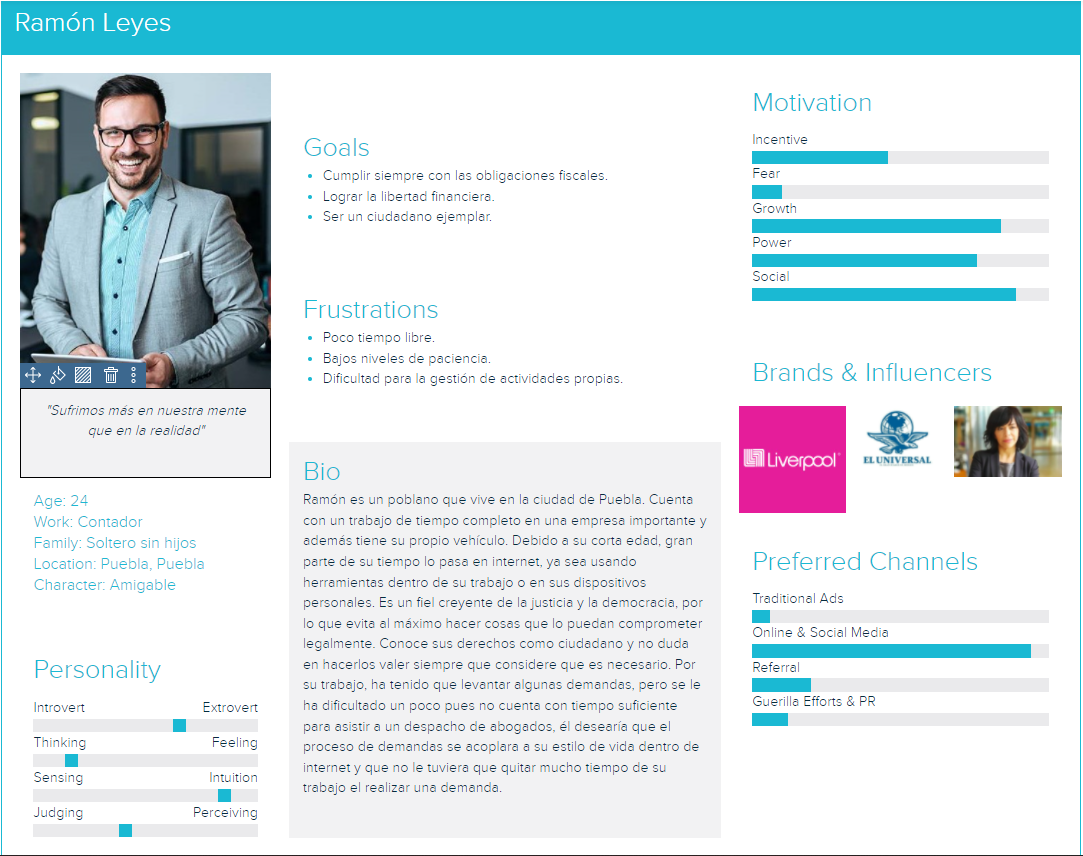 Ramón Leyes
"Sufrimos más en nuestra mente
que en la realidad"
Age: 24
Work: Contador
Family: Soltero sin hijos
Location: Puebla, Puebla
Character: Amigable
Personality
Introvert Extrovert
Thinking Feeling
Sensing Intuition
Judging Perceiving
Goals
Cumplir siempre con las obligaciones fiscales.
Lograr la libertad financiera.
Ser un ciudadano ejemplar.
Frustrations
Poco tiempo libre.
Bajos niveles de paciencia.
Dificultad para la gestión de actividades propias.
Bio
Ramón es un poblano que vive en la ciudad de Puebla. Cuenta
con un trabajo de tiempo completo en una empresa importante y
además tiene su propio vehículo. Debido a su corta edad, gran
parte de su tiempo lo pasa en internet, ya sea usando
herramientas dentro de su trabajo o en sus dispositivos
personales. Es un fiel creyente de la justicia y la democracia, por
lo que evita al máximo hacer cosas que lo puedan comprometer
legalmente. Conoce sus derechos como ciudadano y no duda
en hacerlos valer siempre que considere que es necesario. Por
su trabajo, ha tenido que levantar algunas demandas, pero se le
ha dificultado un poco pues no cuenta con tiempo suficiente
para asistir a un despacho de abogados, él desearía que el
proceso de demandas se acoplara a su estilo de vida dentro de
internet y que no le tuviera que quitar mucho tiempo de su
trabajo el realizar una demanda.
Motivation
Incentive
Fear
Growth
Power
Social
Brands & Influencers
Liverpool
EL UNIVERSAL
Preferred Channels
Traditional Ads
Online & Social Media
Referral
Guerilla Efforts & PR